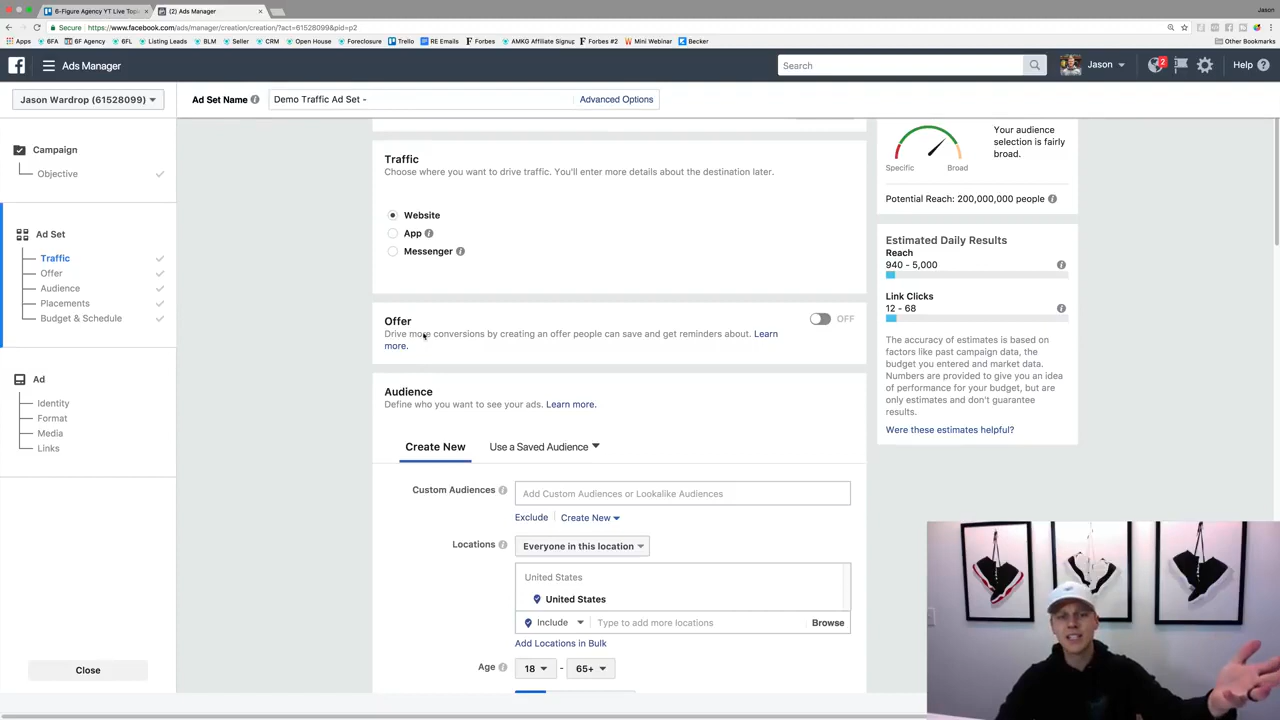 6-Figure Agency YT Live Topi
(2) Ads Manager
Jason
Secure
https://www.facebook.com/ads/manager/creation/creation/?act=61528099&pid=p2
Apps
6FA
6F Agency
6FL
Listing Leads
BLM
Seller
CRM
Open House
Foreclosure
Trello
RE Emails
Forbes
AMKG Affiliate Signup
Forbes #2
Mini Webinar
Becker
Other Bookmarks
Ads Manager
Search
Jason
2
Help
Jason Wardrop (61528099)
Ad Set Name
Demo Traffic Ad Set -
Advanced Options
Campaign
Objective
Ad Set
Traffic
Offer
Audience
Placements
Budget & Schedule
Ad
Identity
Format
Media
Links
Close
Traffic
Choose where you want to drive traffic. You'll enter more details about the destination later.
Website
App
Messenger
Offer
Drive more conversions by creating an offer people can save and get reminders about. Learn
more.
OFF
Audience
Define who you want to see your ads. Learn more.
Create New
Use a Saved Audience
Custom Audiences
Add Custom Audiences or Lookalike Audiences
Exclude
Create New
Locations
Everyone in this location
United States
United States
Include
Type to add more locations
Browse
Add Locations in Bulk
Age
18
-
65+
Specific
Broad
Your audience
selection is fairly
broad.
Potential Reach: 200,000,000 people
Estimated Daily Results
Reach
940 - 5,000
Link Clicks
12 - 68
The accuracy of estimates is based on
factors like past campaign data, the
budget you entered and market data.
Numbers are provided to give you an idea
of performance for your budget, but are
only estimates and don't guarantee
results.
Were these estimates helpful?